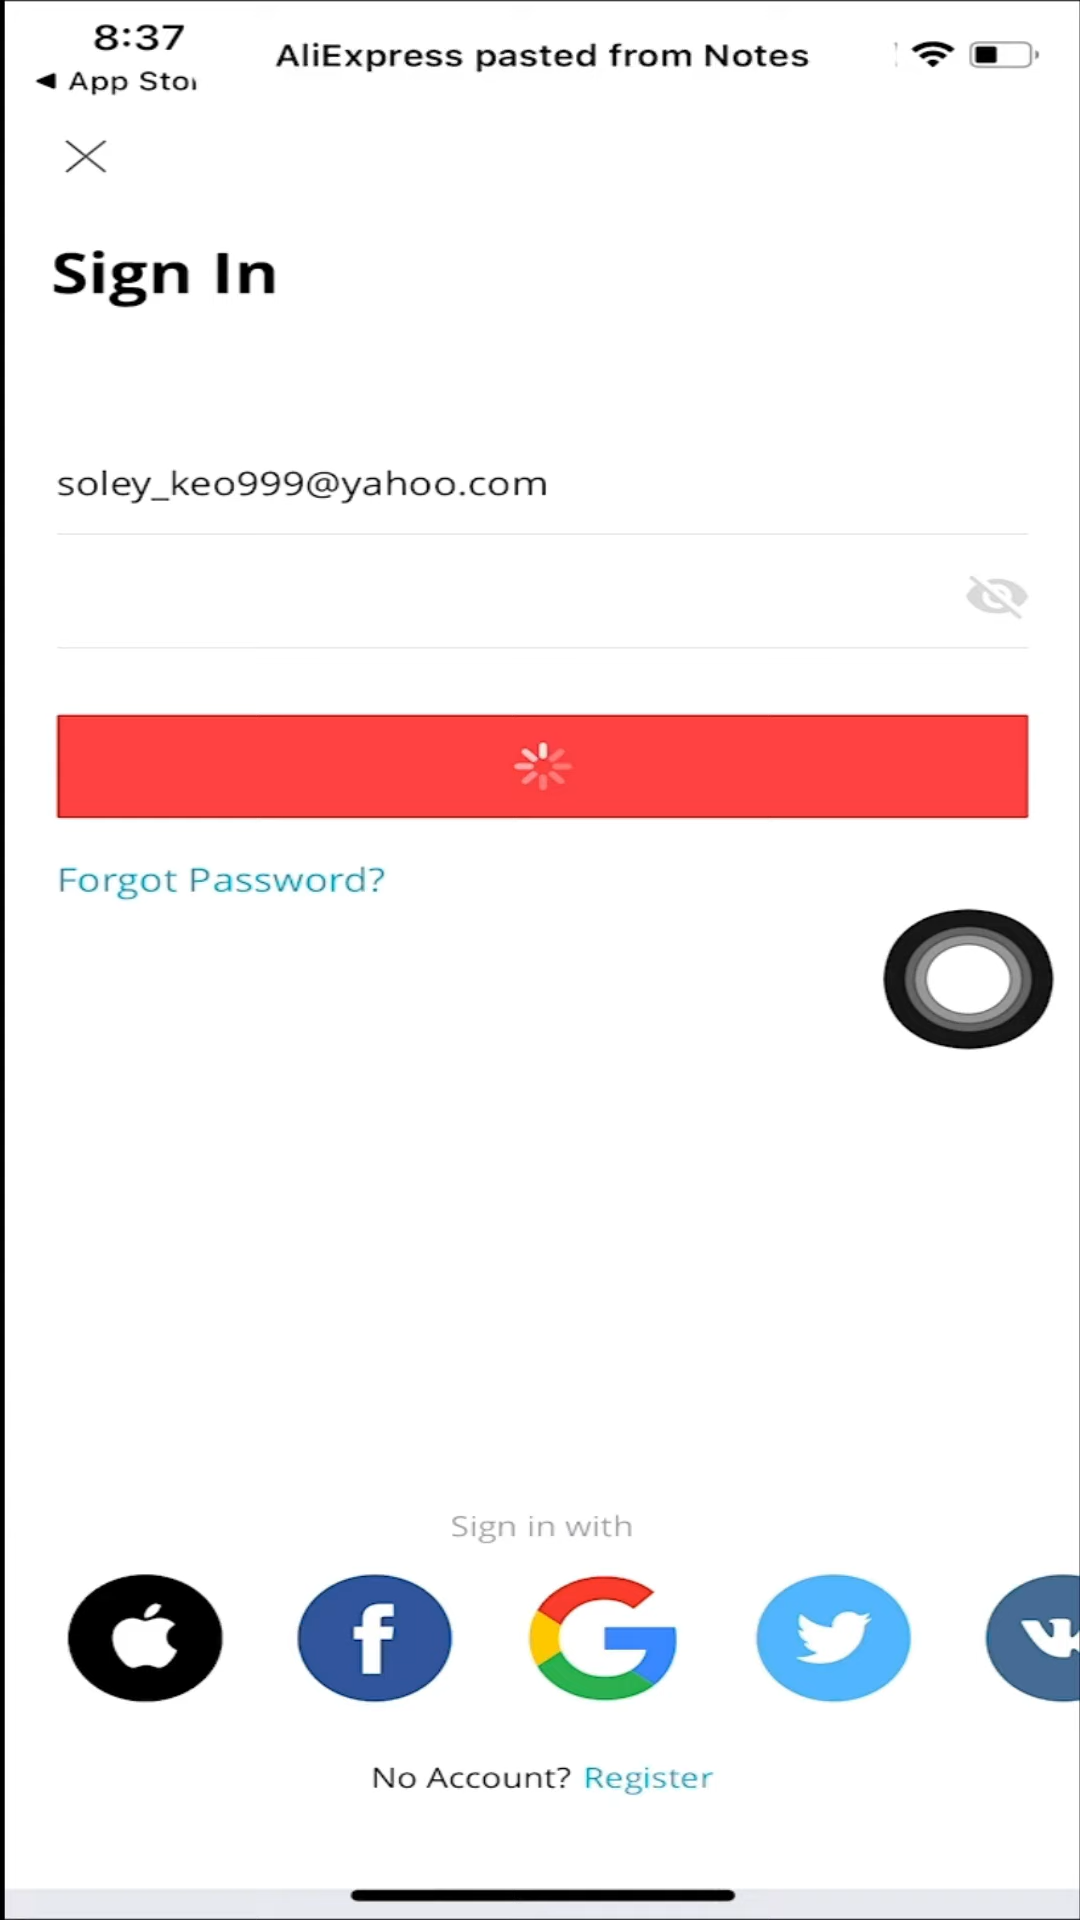 8:37
AliExpress pasted from Notes
◀ App Sto
Sign In
soley_keo999@yahoo.com
Forgot Password?
Sign in with
No Account? Register